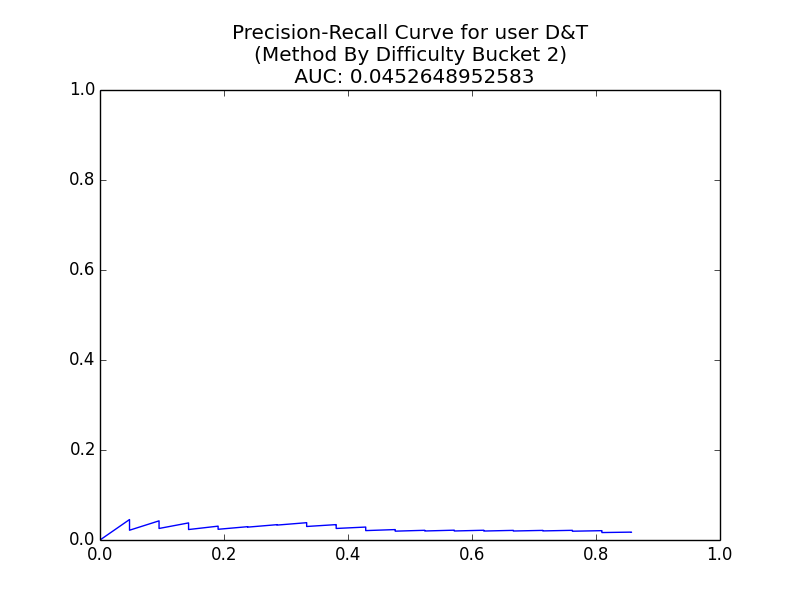 Precision-Recall Curve for user D&T
(Method By Difficulty Bucket 2)
AUC: 0.0452648952583
1.0
0.8
0.6
0.4
0.2
0.0
0.0 0.2 0.4 0.6 0.8 1.0